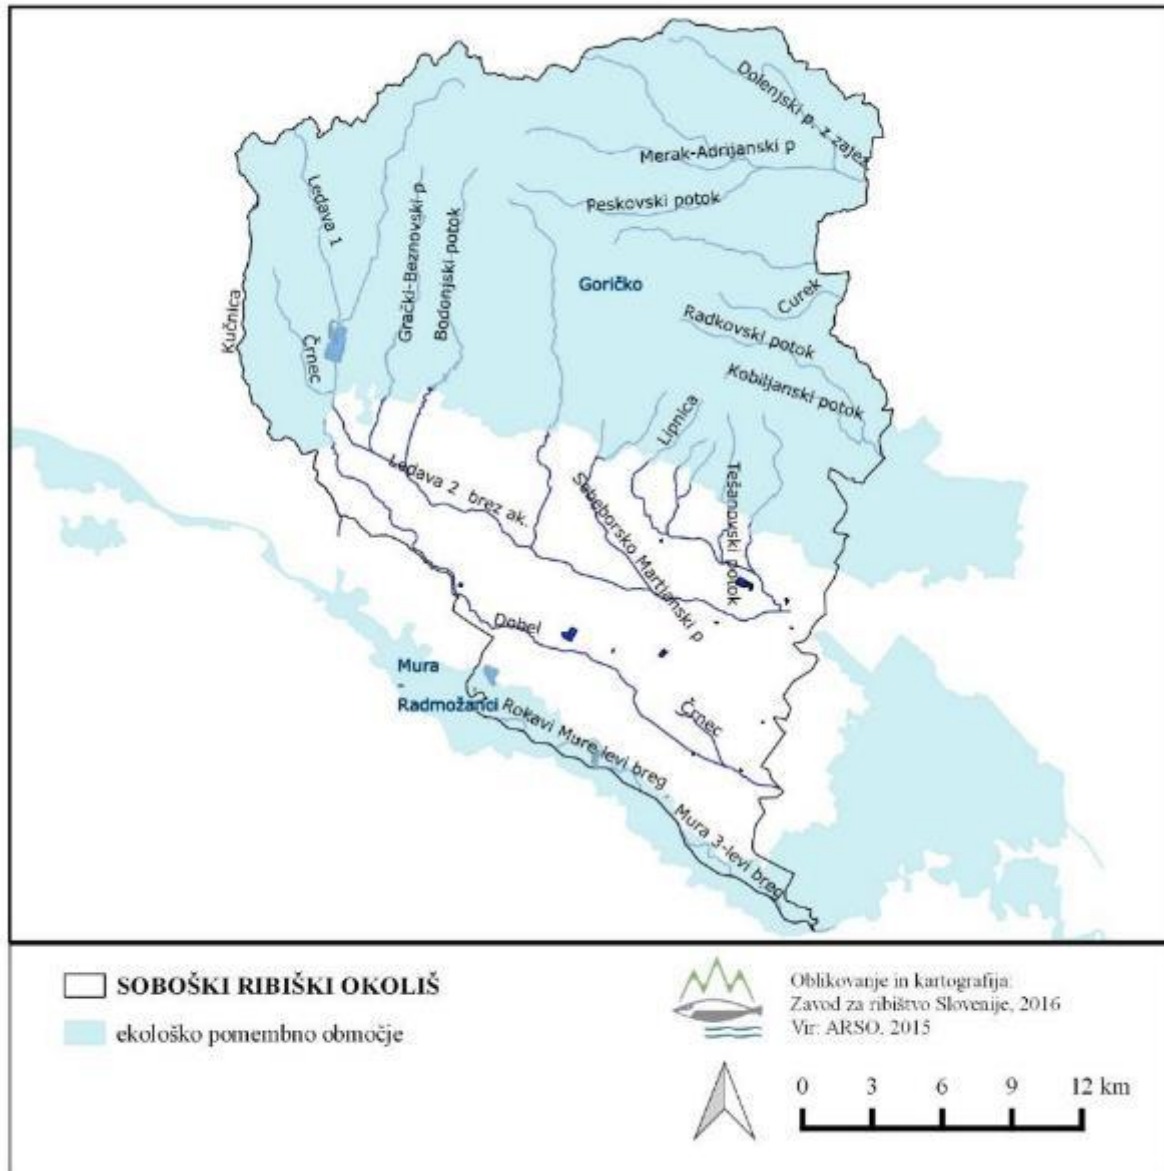 Dolenjski p. z zajez
Merak-Adrijanski p
Peskovski potok
Ledava 1
Grački-Beznovski p.
Bodonjski potok
Goričko
Curek
Kučnica
Črnec
Radkovski potok
Kobiljanski potok
Lipnica
Ledava 2 brez ak.
Sebeborsko Martjanski p
Tešanovski potok
Dobel
Mura
-
Radmožanci
Črnec
Rokavi Mure levi breg
Mura 3-levi breg
SOBOŠKI RIBIŠKI OKOLIŠ
ekološko pomembno območje
Oblikovanje in kartografija:
Zavod za ribištvo Slovenije, 2016
Vir: ARSO, 2015
0 3 6 9 12 km